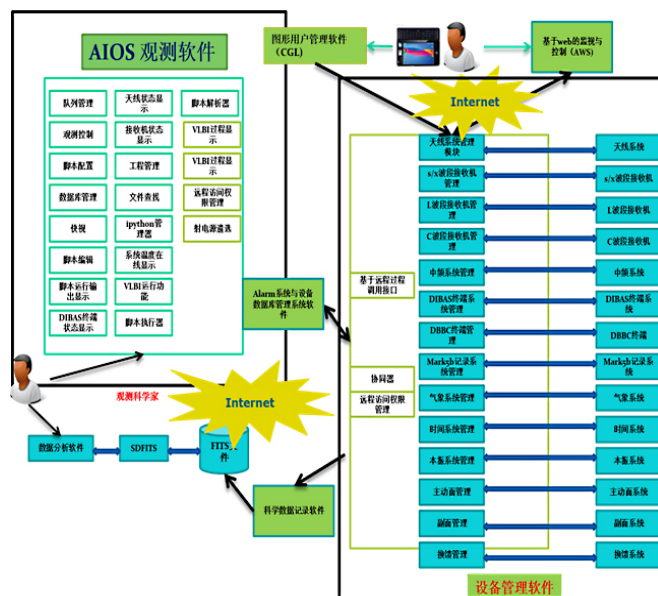 AIOS 观测软件
队列管理
观测控制
脚本配置
数据库管理
快视
脚本编辑
脚本运行输
出显示
DIBAS终端
状态显示
天线状态显
示
接收机状态
显示
工程管理
文件查找
ipython管
理器
系统温度在
线显示
VLBI运行功
能
脚本执行器
脚本解析器
VLBI过程显
示
VLBI过程显
示
远程访问权
限管理
射电源遴选
观测科学家
数据分析软件
SDFITS
FITS文
件
Internet
科学数据记录软件
Alarm系统与设备
数据库管理系统软
件
图形用户管理软件
(CGL)
基于web的监视与
控制(AWS)
Internet
基于远程过程
调用接口
协同器
远程访问权限
管理
天线系统管理
模块
天线系统
s/x波段接收机
管理
s/x波段接收机
L波段接收机管
理
L波段接收机
C波段接收机管
理
C波段接收机
中频系统管理
中频系统
DIBAS终端系
统管理
DIBAS终端系
统
DBBC终端管
理
DBBC终端
Mark5b记录系
统管理
Mark5b记录系
统
气象系统管理
气象系统
时间系统管理
时间系统
本振系统管理
本振系统
主动面管理
主动面系统
副面管理
副面系统
换馈管理
换馈系统
设备管理软件